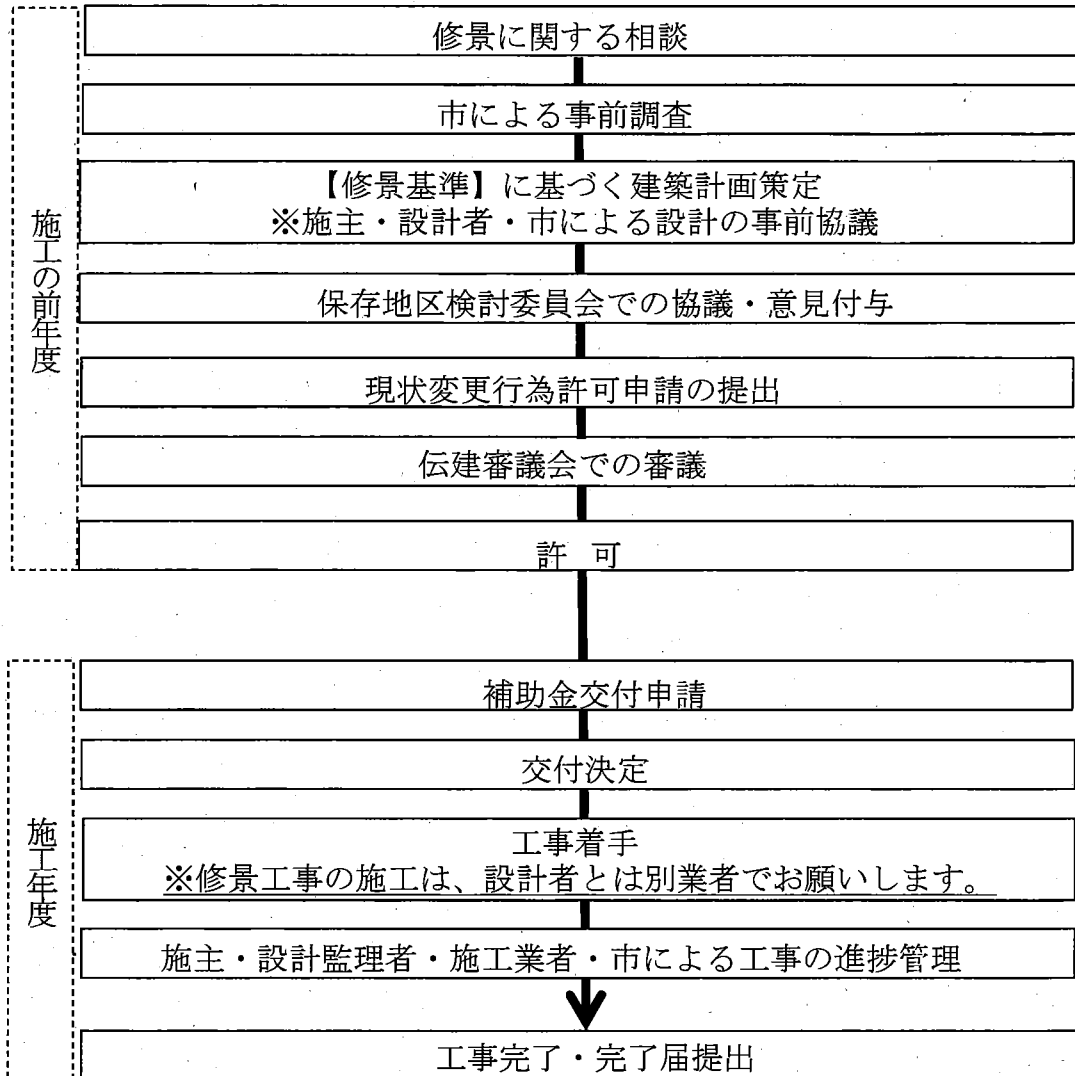 施工の前年度
修景に関する相談
市による事前調査
【修景基準】に基づく建築計画策定
※施主・設計者・市による設計の事前協議
保存地区検討委員会での協議・意見付与
現状変更行為許可申請の提出
伝建審議会での審議
許 可
施工年度
補助金交付申請
交付決定
工事着手
※修景工事の施工は、設計者とは別業者でお願いします。
施主・設計監理者・施工業者・市による工事の進捗管理
工事完了・完了届提出